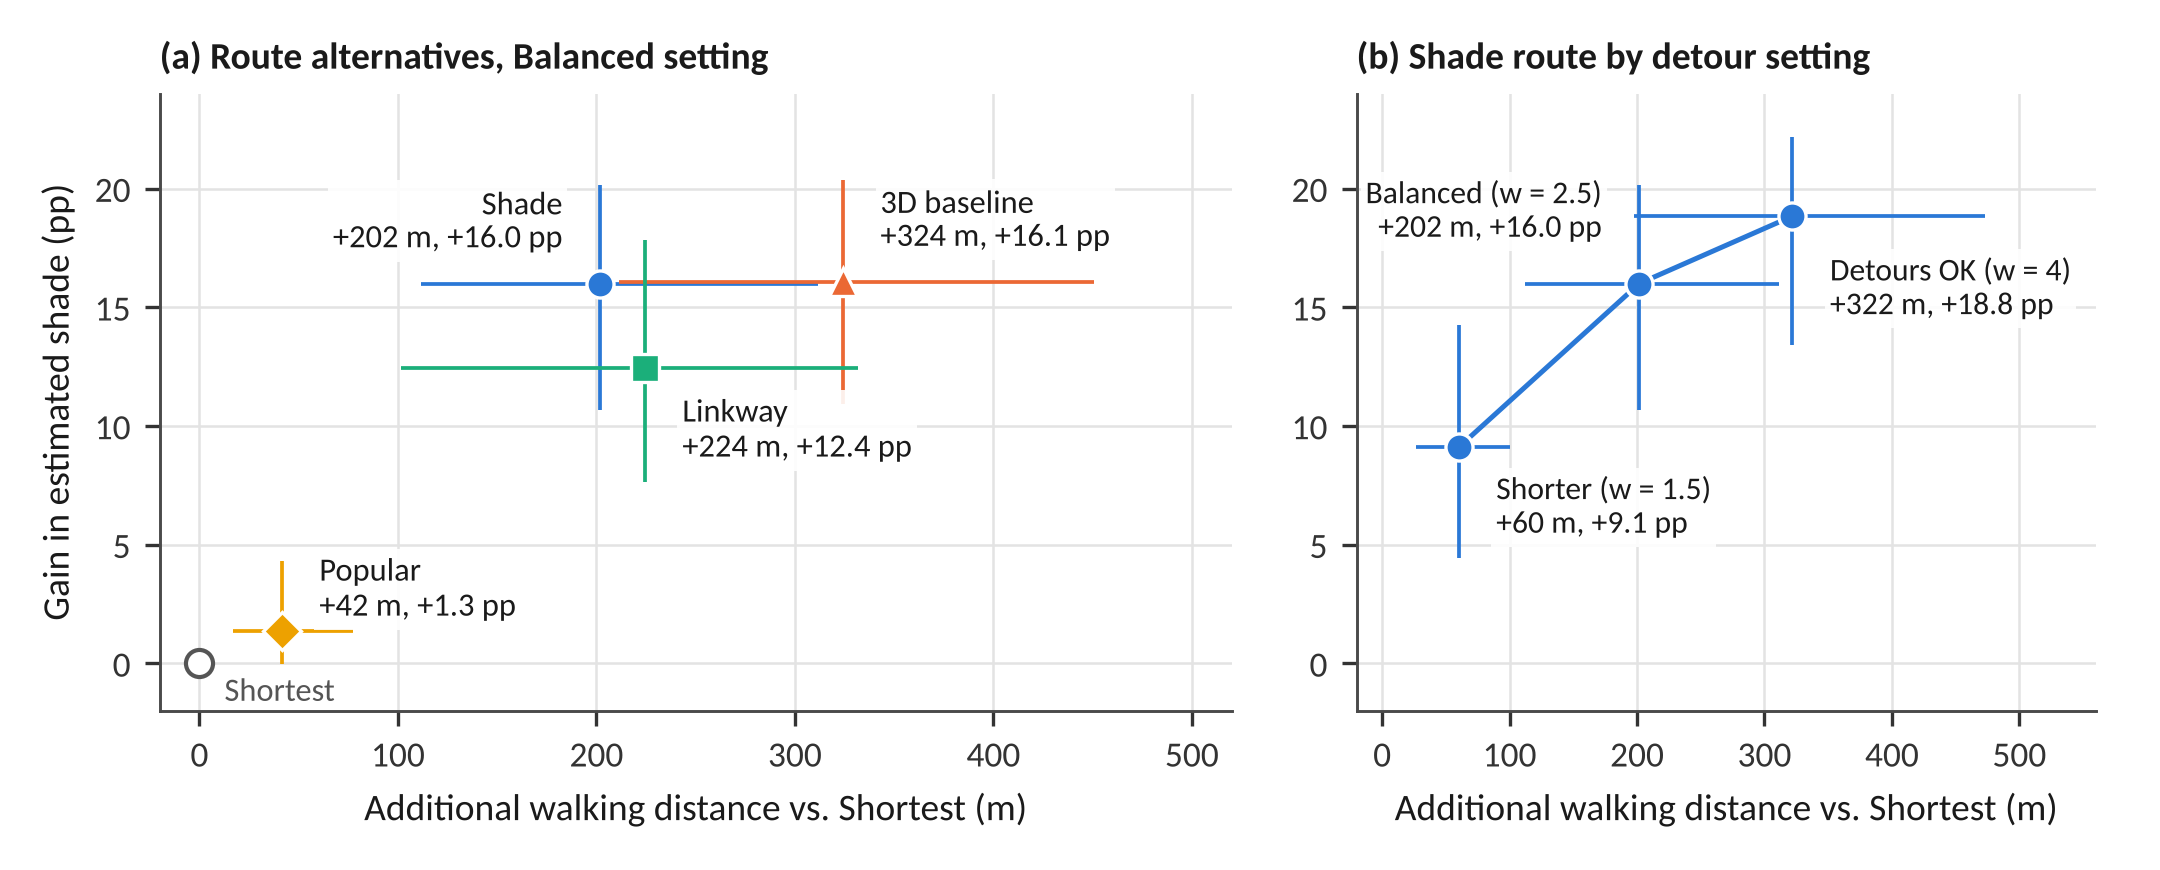 (a) Route alternatives, Balanced setting
Gain in estimated shade (pp)
20
15
10
5
0
Shade
+202 m, +16.0 pp
3D baseline
+324 m, +16.1 pp
Linkway
+224 m, +12.4 pp
Popular
+42 m, +1.3 pp
Shortest
0 100 200 300 400 500
Additional walking distance vs. Shortest (m)
(b) Shade route by detour setting
20
15
10
5
0
Balanced (w = 2.5)
+202 m, +16.0 pp
Detours OK (w = 4)
+322 m, +18.8 pp
Shorter (w = 1.5)
+60 m, +9.1 pp
0 100 200 300 400 500
Additional walking distance vs. Shortest (m)